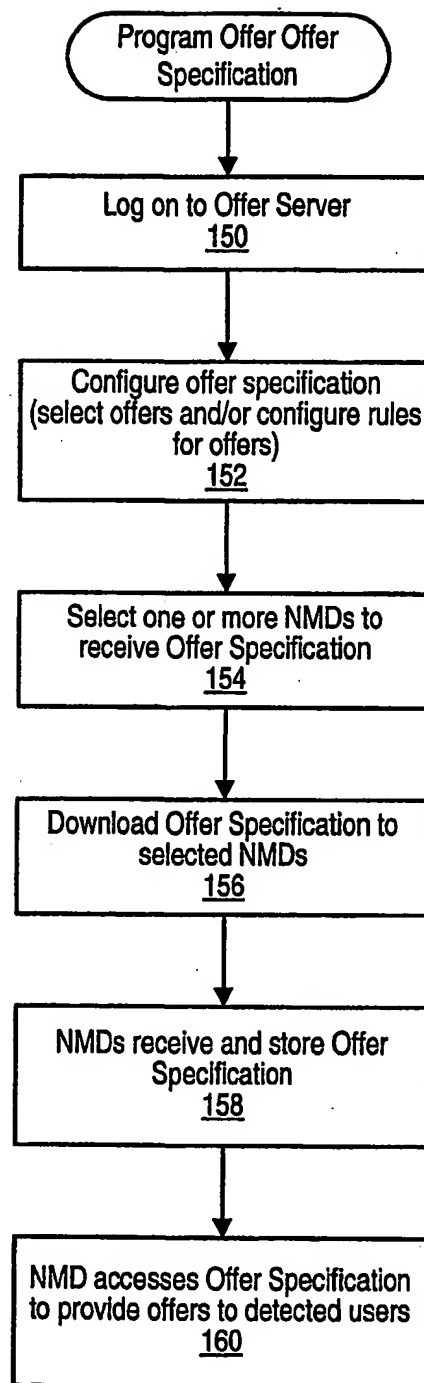 Program Offer Offer
Specification
Log on to Offer Server
150
Configure offer specification
(select offers and/or configure rules
for offers)
152
Select one or more NMDs to
receive Offer Specification
154
Download Offer Specification to
selected NMDs
156
NMDs receive and store Offer
Specification
158
NMD accesses Offer Specification
to provide offers to detected users
160